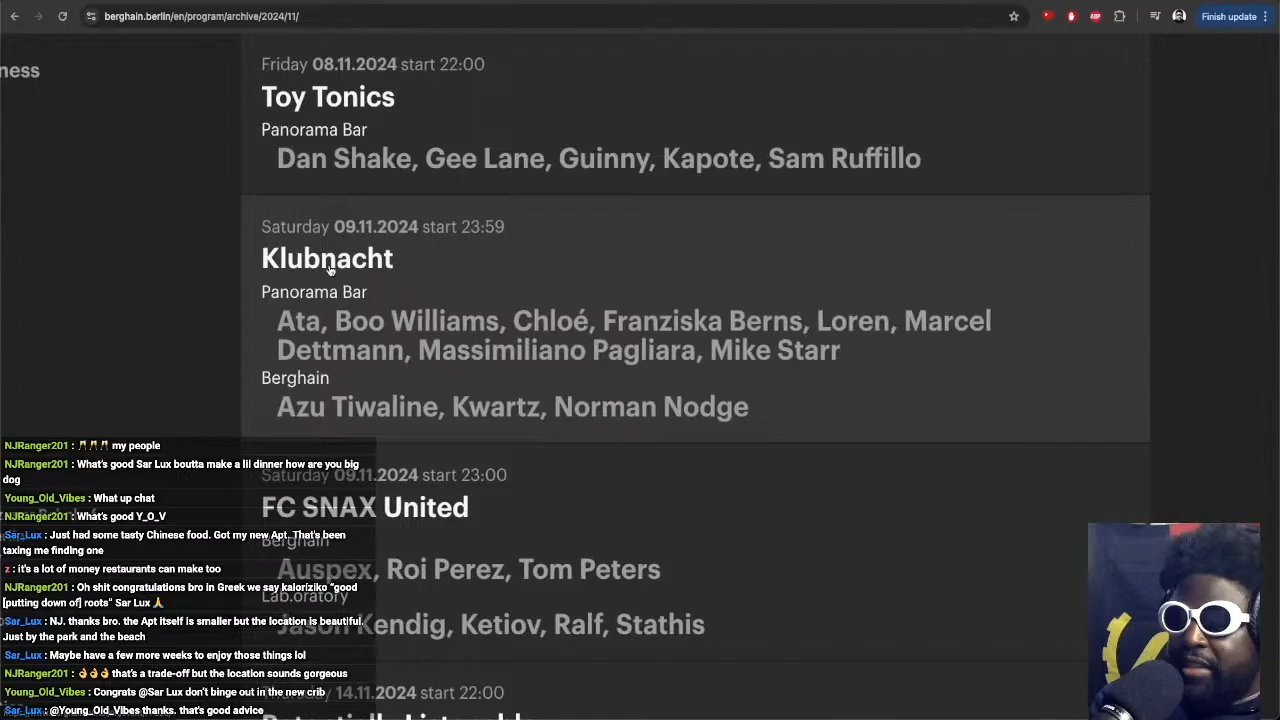 berghain.berlin/en/program/archive/2024/11/
Finish update
ness
Friday 08.11.2024 start 22:00
Toy Tonics
Panorama Bar
Dan Shake, Gee Lane, Guinny, Kapote, Sam Ruffillo
Saturday 09.11.2024 start 23:59
Klubnacht
Panorama Bar
Ata, Boo Williams, Chloé, Franziska Berns, Loren, Marcel
Dettmann, Massimiliano Pagliara, Mike Starr
Berghain
Azu Tiwaline, Kwartz, Norman Nodge
Saturday 09.11.2024 start 23:00
FC SNAX United
Berghain
Auspex, Roi Perez, Tom Peters
Lab.oratory
Jason Kendig, Ketiov, Ralf, Stathis
Thursday 14.11.2024 start 22:00
NJRanger201 : 🥂🥂🥂 my people
NJRanger201 : What's good Sar Lux boutta make a lil dinner how are you big
dog
Young_Old_Vibes : What up chat
NJRanger201 : What's good Y_O_V
Sar_Lux : Just had some tasty Chinese food. Got my new Apt. That's been
taxing me finding one
z : it's a lot of money restaurants can make too
NJRanger201 : Oh shit congratulations bro in Greek we say kaloríziko "good
[putting down of] roots" Sar Lux 🙏
Sar_Lux : NJ. thanks bro. the Apt itself is smaller but the location is beautiful.
Just by the park and the beach
Sar_Lux : Maybe have a few more weeks to enjoy those things lol
NJRanger201 : 👌👌👌 that's a trade-off but the location sounds gorgeous
Young_Old_Vibes : Congrats @Sar Lux don't binge out in the new crib
Sar_Lux : @Young_Old_Vibes thanks. that's good advice